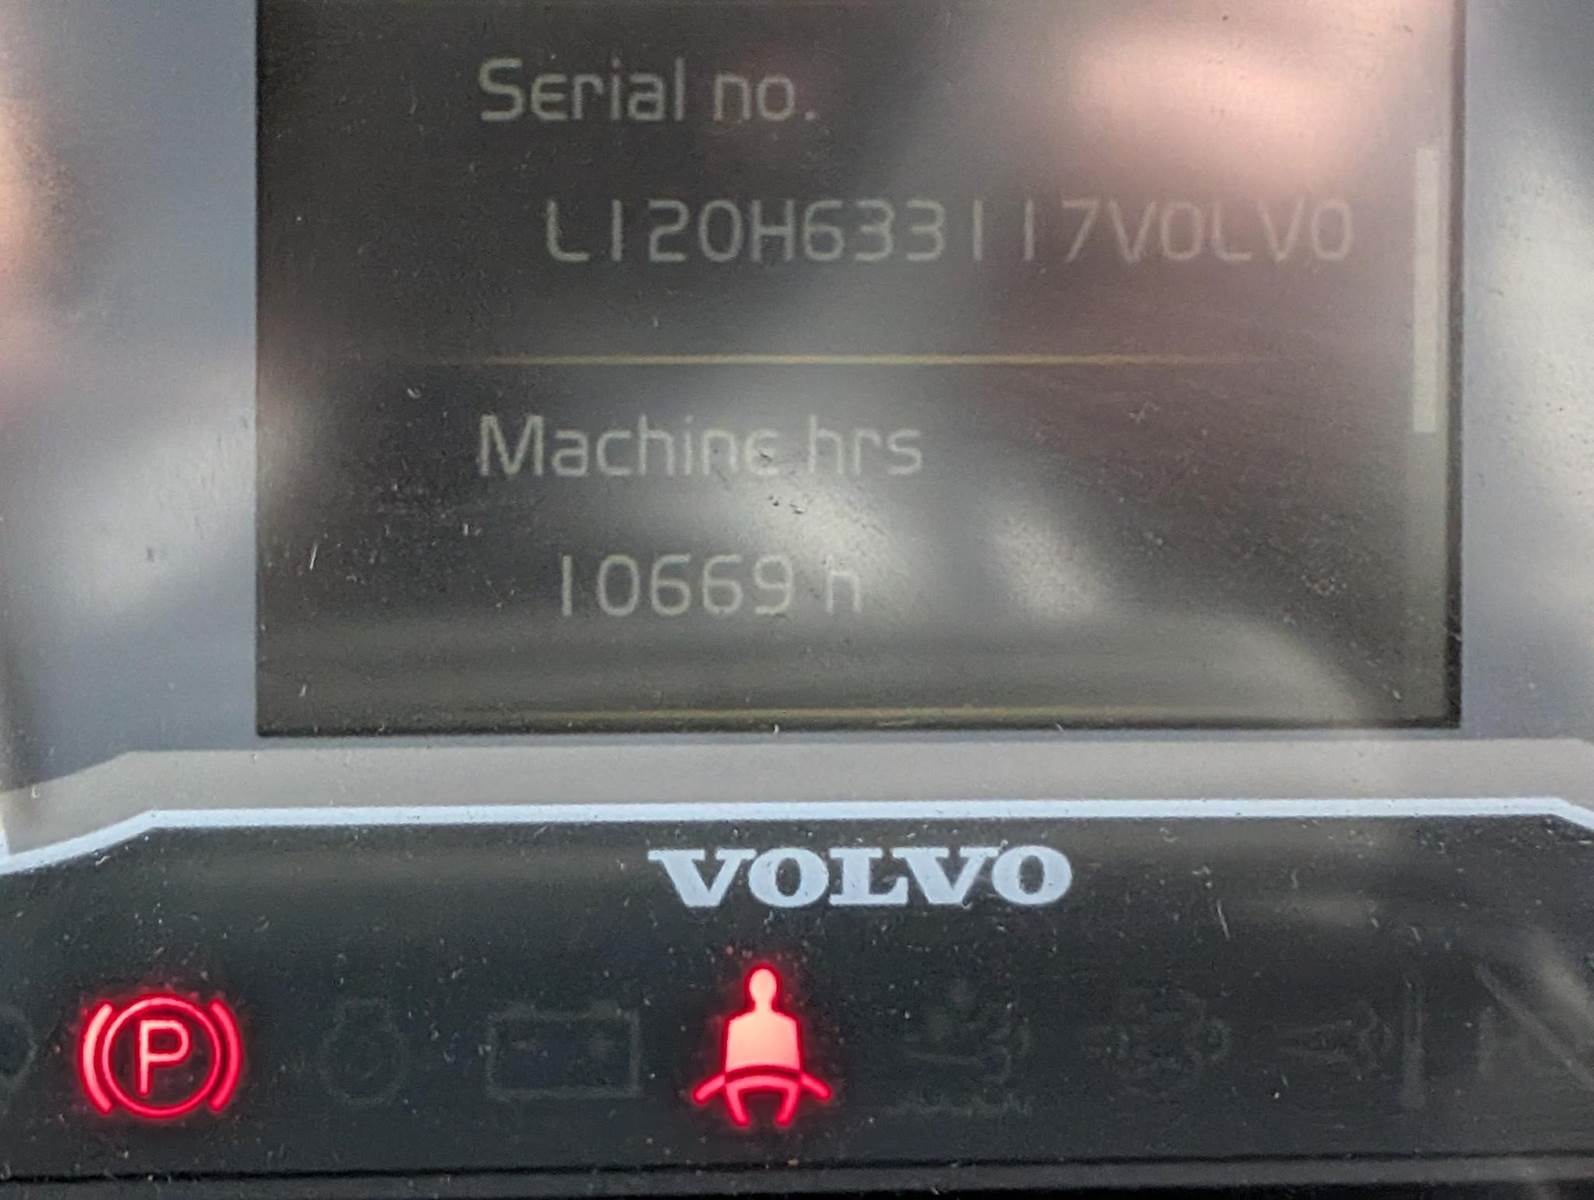 Serial no.
L120H633117VOLVO
Machine hrs
10669 h
VOLVO
P